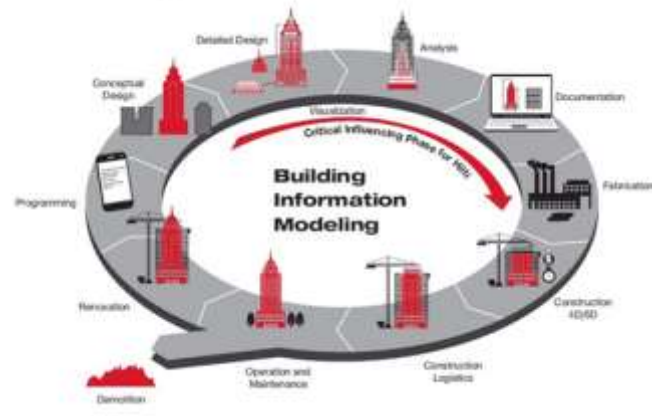 Detailed Design
Analysis
Conceptual
Design
Documentation
Visualization
Critical Influencing Phase for Hilti
Building
Information
Modeling
Programming
Fabrication
Renovation
Construction
4D/5D
Operation and
Maintenance
Construction
Logistics
Demolition